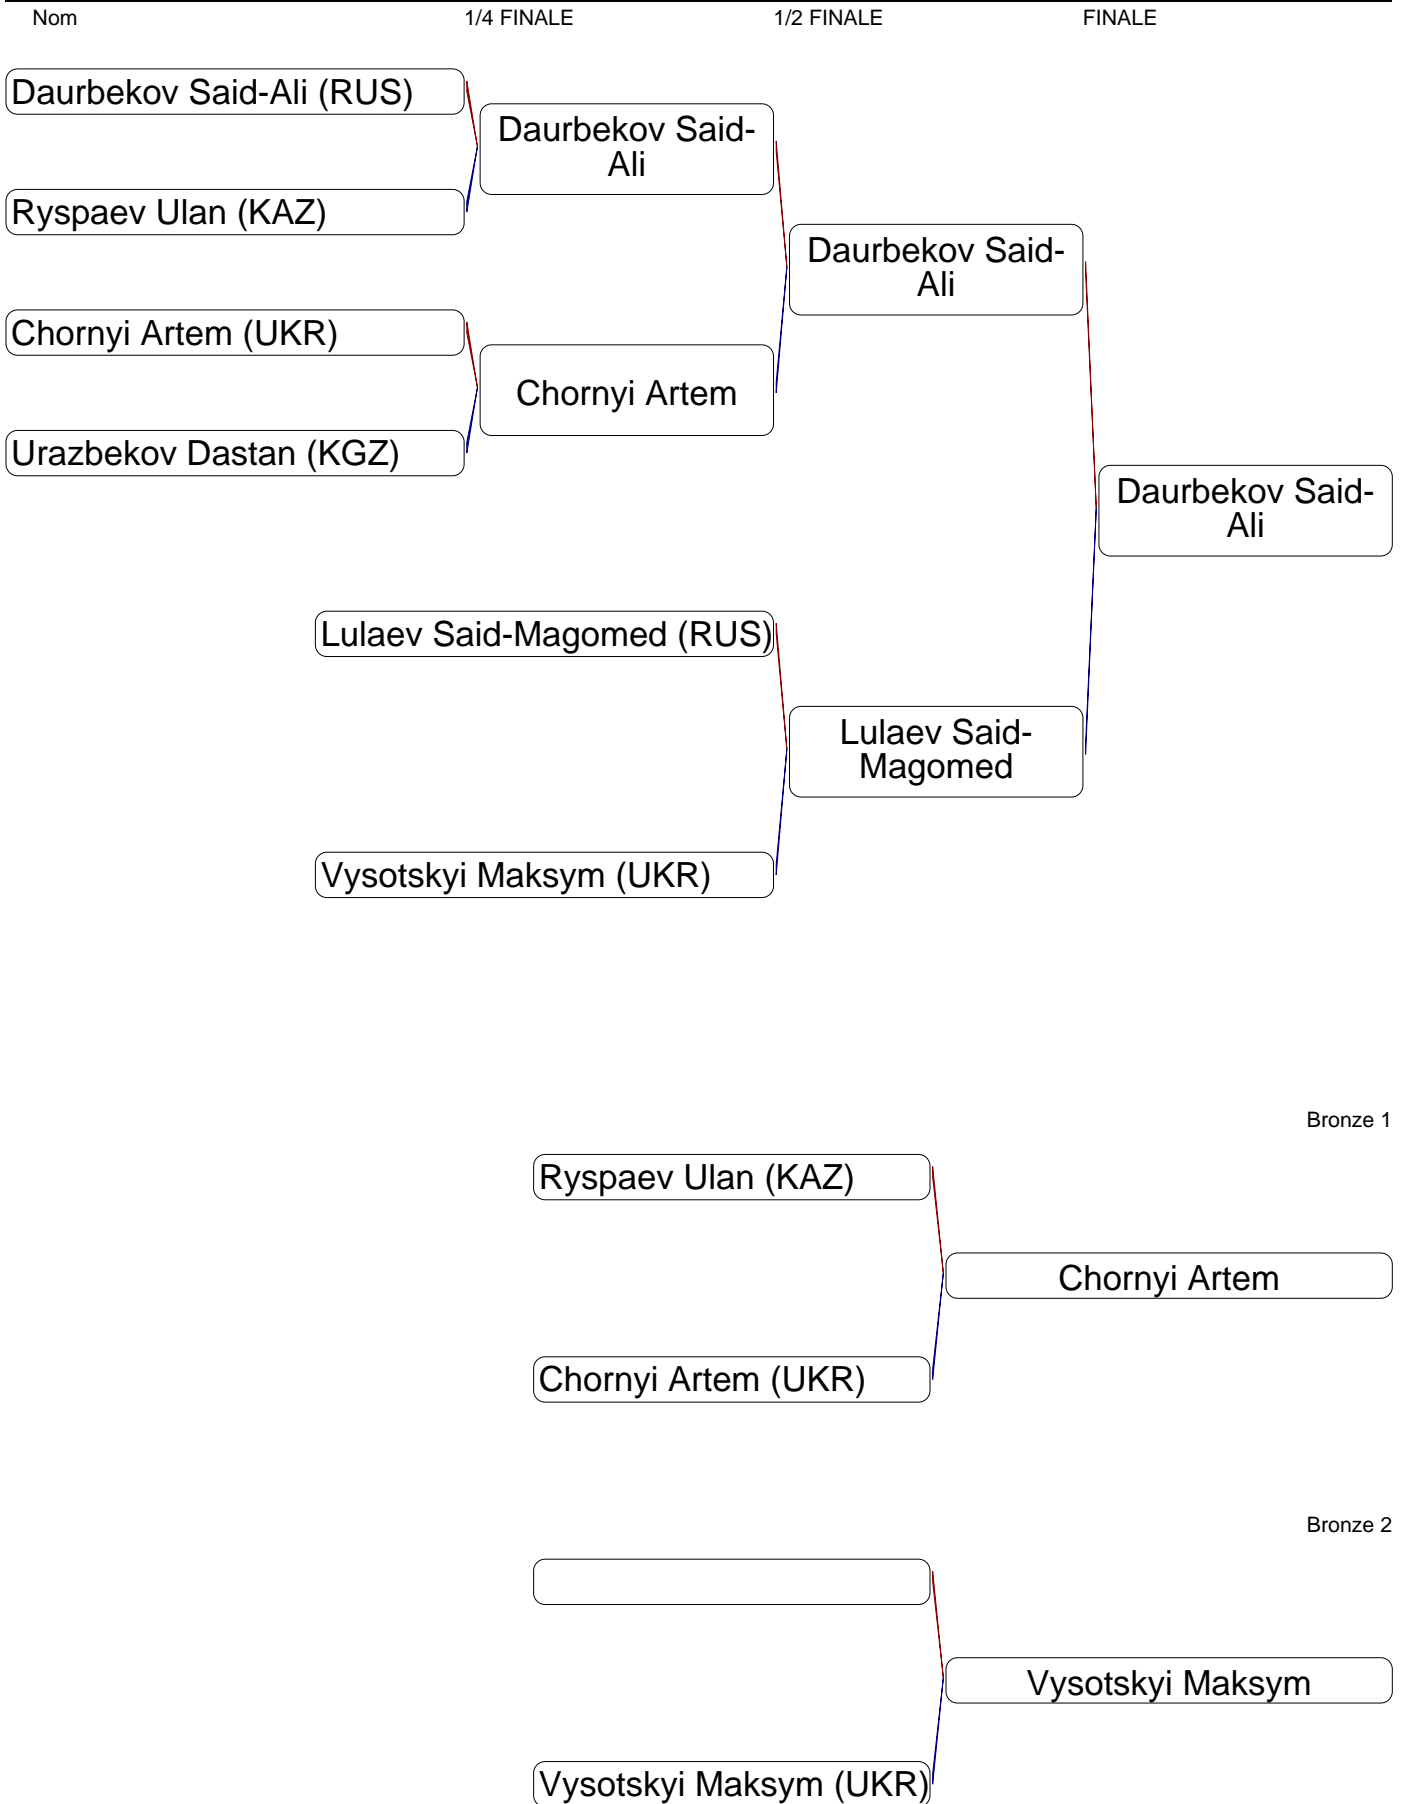 Nom 1/4 FINALE 1/2 FINALE FINALE
Daurbekov Said-Ali (RUS)
Daurbekov Said-
Ali
Ryspaev Ulan (KAZ)
Daurbekov Said-
Ali
Chornyi Artem (UKR)
Chornyi Artem
Urazbekov Dastan (KGZ)
Daurbekov Said-
Ali
Lulaev Said-Magomed (RUS)
Lulaev Said-
Magomed
Vysotskyi Maksym (UKR)
Bronze 1
Ryspaev Ulan (KAZ)
Chornyi Artem
Chornyi Artem (UKR)
Bronze 2
Vysotskyi Maksym
Vysotskyi Maksym (UKR)